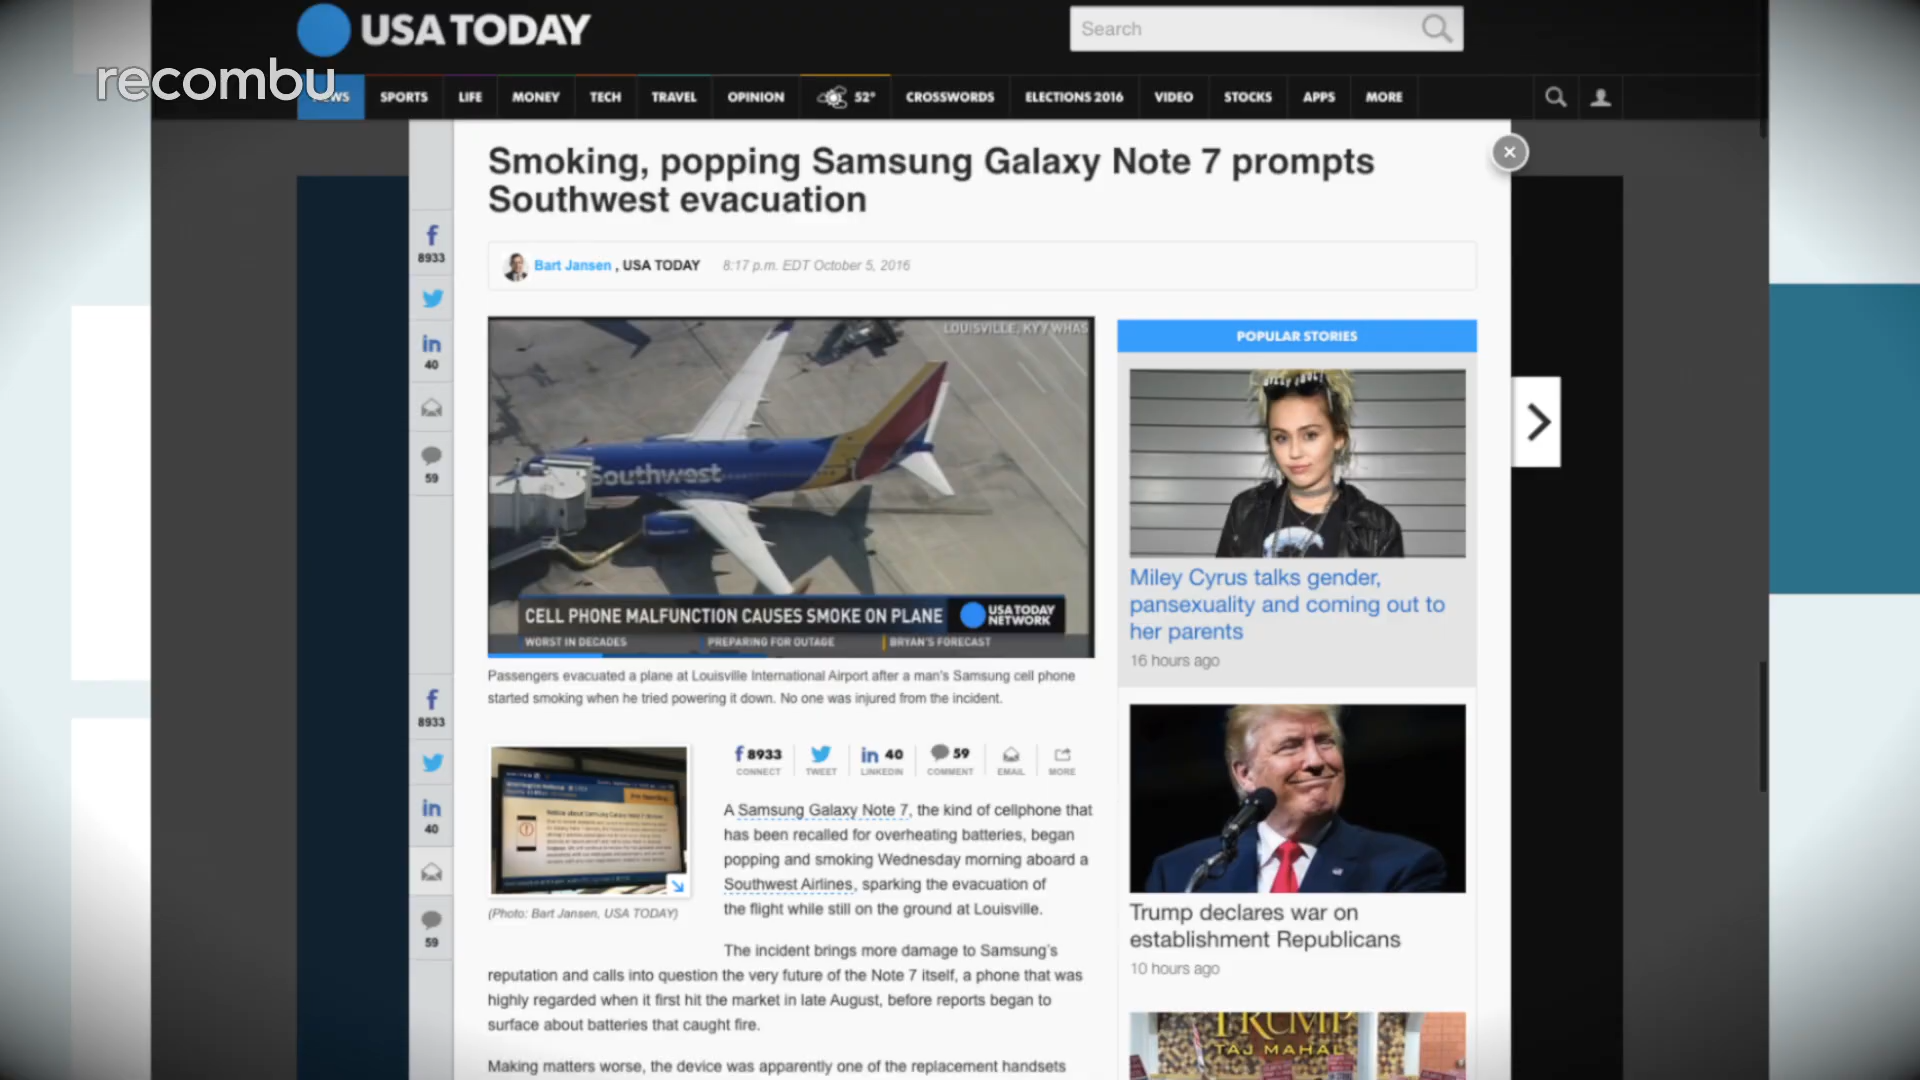 USA TODAY
Search
recombu
SPORTS LIFE MONEY TECH TRAVEL OPINION 52° CROSSWORDS ELECTIONS 2016 VIDEO STOCKS APPS MORE
Smoking, popping Samsung Galaxy Note 7 prompts
Southwest evacuation
Bart Jansen , USA TODAY 8:17 p.m. EDT October 5, 2016
f
8933
in
40
59
f
8933
in
40
59
LOUISVILLE, KY/ WHAS
Southwest
CELL PHONE MALFUNCTION CAUSES SMOKE ON PLANE
USA TODAY
NETWORK
WORST IN DECADES PREPARING FOR OUTAGE BRYAN'S FORECAST
Passengers evacuated a plane at Louisville International Airport after a man's Samsung cell phone
started smoking when he tried powering it down. No one was injured from the incident.
(Photo: Bart Jansen, USA TODAY)
f 8933 in 40 59
CONNECT TWEET LINKEDIN COMMENT EMAIL MORE
A Samsung Galaxy Note 7, the kind of cellphone that
has been recalled for overheating batteries, began
popping and smoking Wednesday morning aboard a
Southwest Airlines, sparking the evacuation of
the flight while still on the ground at Louisville.
The incident brings more damage to Samsung's
reputation and calls into question the very future of the Note 7 itself, a phone that was
highly regarded when it first hit the market in late August, before reports began to
surface about batteries that caught fire.
Making matters worse, the device was apparently one of the replacement handsets
POPULAR STORIES
Miley Cyrus talks gender,
pansexuality and coming out to
her parents
16 hours ago
Trump declares war on
establishment Republicans
10 hours ago
TRUMP
TAJ MAHAL